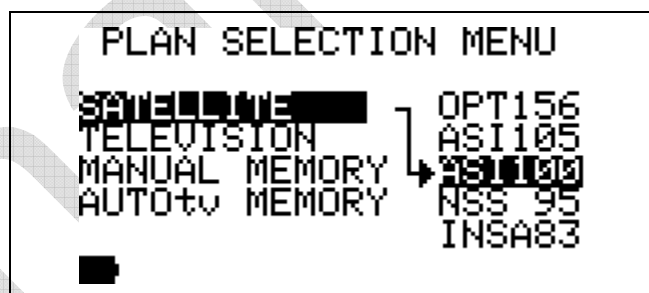 PLAN SELECTION MENU
SATELLITE
TELEVISION
MANUAL MEMORY
AUTOtv MEMORY
OPT156
ASI105
ASI100
NSS 95
INSA83